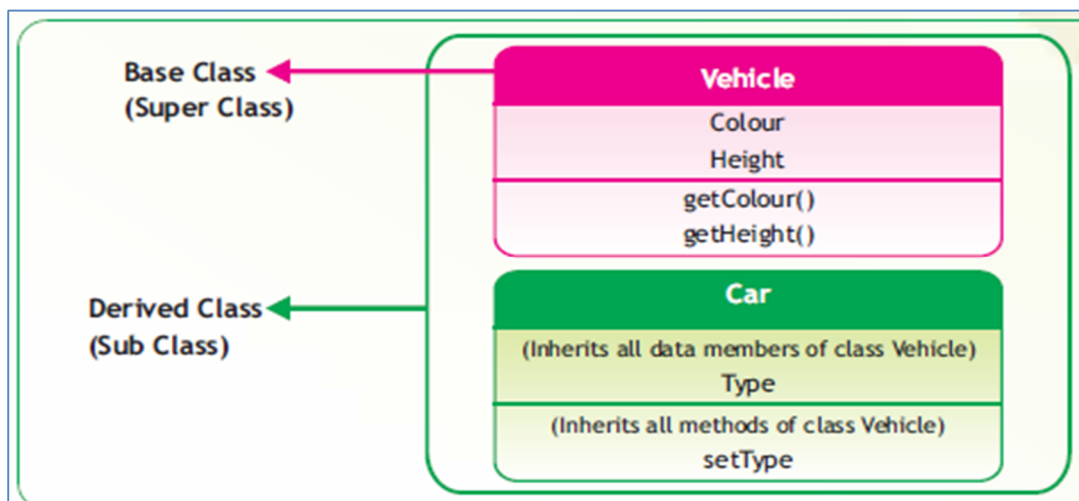 Base Class
(Super Class)
Vehicle
Colour
Height
getColour()
getHeight()
Derived Class
(Sub Class)
Car
(Inherits all data members of class Vehicle)
Type
(Inherits all methods of class Vehicle)
setType